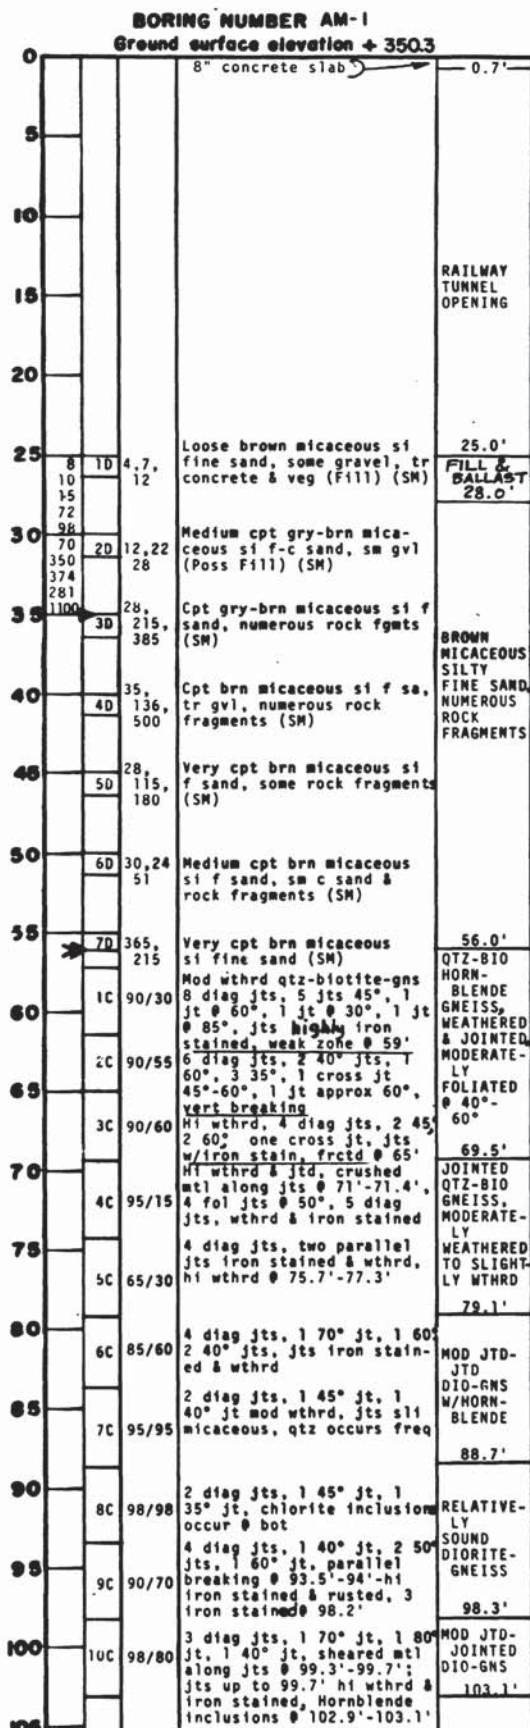 BORING NUMBER AM-1
Ground surface elevation + 350.3
0
8" concrete slab
0.7'
5
10
RAILWAY
TUNNEL
OPENING
15
20
25
25.0'
8
10
15
72
98
1D
4,7,
12
Loose brown micaceous si
fine sand, some gravel, tr
concrete & veg (Fill) (SM)
FILL &
BALLAST
28.0'
30
70
350
374
281
1100
2D
12,22
28
Medium cpt gry-brn mica-
ceous si f-c sand, sm gvl
(Poss Fill) (SM)
35
3D
28,
215,
385
Cpt gry-brn micaceous si f
sand, numerous rock fgmts
(SM)
BROWN
MICACEOUS
SILTY
FINE SAND,
NUMEROUS
ROCK
FRAGMENTS
40
4D
35,
136,
500
Cpt brn micaceous si f sa,
tr gvl, numerous rock
fragments (SM)
45
5D
28,
115,
180
Very cpt brn micaceous si
f sand, some rock fragments
(SM)
50
6D
30,24
51
Medium cpt brn micaceous
si f sand, sm c sand &
rock fragments (SM)
55
7D
365,
215
Very cpt brn micaceous
si fine sand (SM)
56.0'
QTZ-BIO
HORN-
BLENDE
GNEISS,
WEATHERED
& JOINTED,
MODERATE-
LY
FOLIATED
@ 40°-
60°
69.5'
60
1C
90/30
Mod wthrd qtz-biotite-gns
8 diag jts, 5 jts 45°, 1
jt @ 60°, 1 jt @ 30°, 1 jt
@ 85°, jts highly iron
stained, weak zone @ 59'
2C
90/55
6 diag jts, 2 40° jts, 1
60°, 3 35°, 1 cross jt
45°-60°, 1 jt approx 60°,
vert breaking
65
3C
90/60
Hi wthrd, 4 diag jts, 2 45°
2 60° one cross jt, jts
w/iron stain, frctd @ 65'
70
4C
95/15
Hi wthrd & jtd, crushed
mtl along jts @ 71'-71.4',
4 fol jts @ 50°, 5 diag
jts, wthrd & iron stained
JOINTED
QTZ-BIO
GNEISS,
MODERATE-
LY
WEATHERED
TO SLIGHT-
LY WTHRD
79.1'
75
5C
65/30
4 diag jts, two parallel
jts iron stained & wthrd,
hi wthrd @ 75.7'-77.3'
80
6C
85/60
4 diag jts, 1 70° jt, 1 60°
2 40° jts, jts iron stain-
ed & wthrd
MOD JTD-
JTD
DIO-GNS
W/HORN-
BLENDE
88.7'
85
7C
95/95
2 diag jts, 1 45° jt, 1
40° jt mod wthrd, jts sli
micaceous, qtz occurs freq
90
8C
98/98
2 diag jts, 1 45° jt, 1
35° jt, chlorite inclusion
occur @ bot
RELATIVE-
LY
SOUND
DIORITE-
GNEISS
98.3'
95
9C
90/70
4 diag jts, 1 40° jt, 2 50°
jts, 1 60° jt, parallel
breaking @ 93.5'-94'-hi
iron stained & rusted, 3
iron stained @ 98.2'
100
10C
98/80
3 diag jts, 1 70° jt, 1 80°
jt, 1 40° jt, sheared mtl
along jts @ 99.3'-99.7';
jts up to 99.7' hi wthrd &
iron stained, Hornblende
inclusions @ 102.9'-103.1'
MOD JTD-
JOINTED
DIO-GNS
103.1'
105